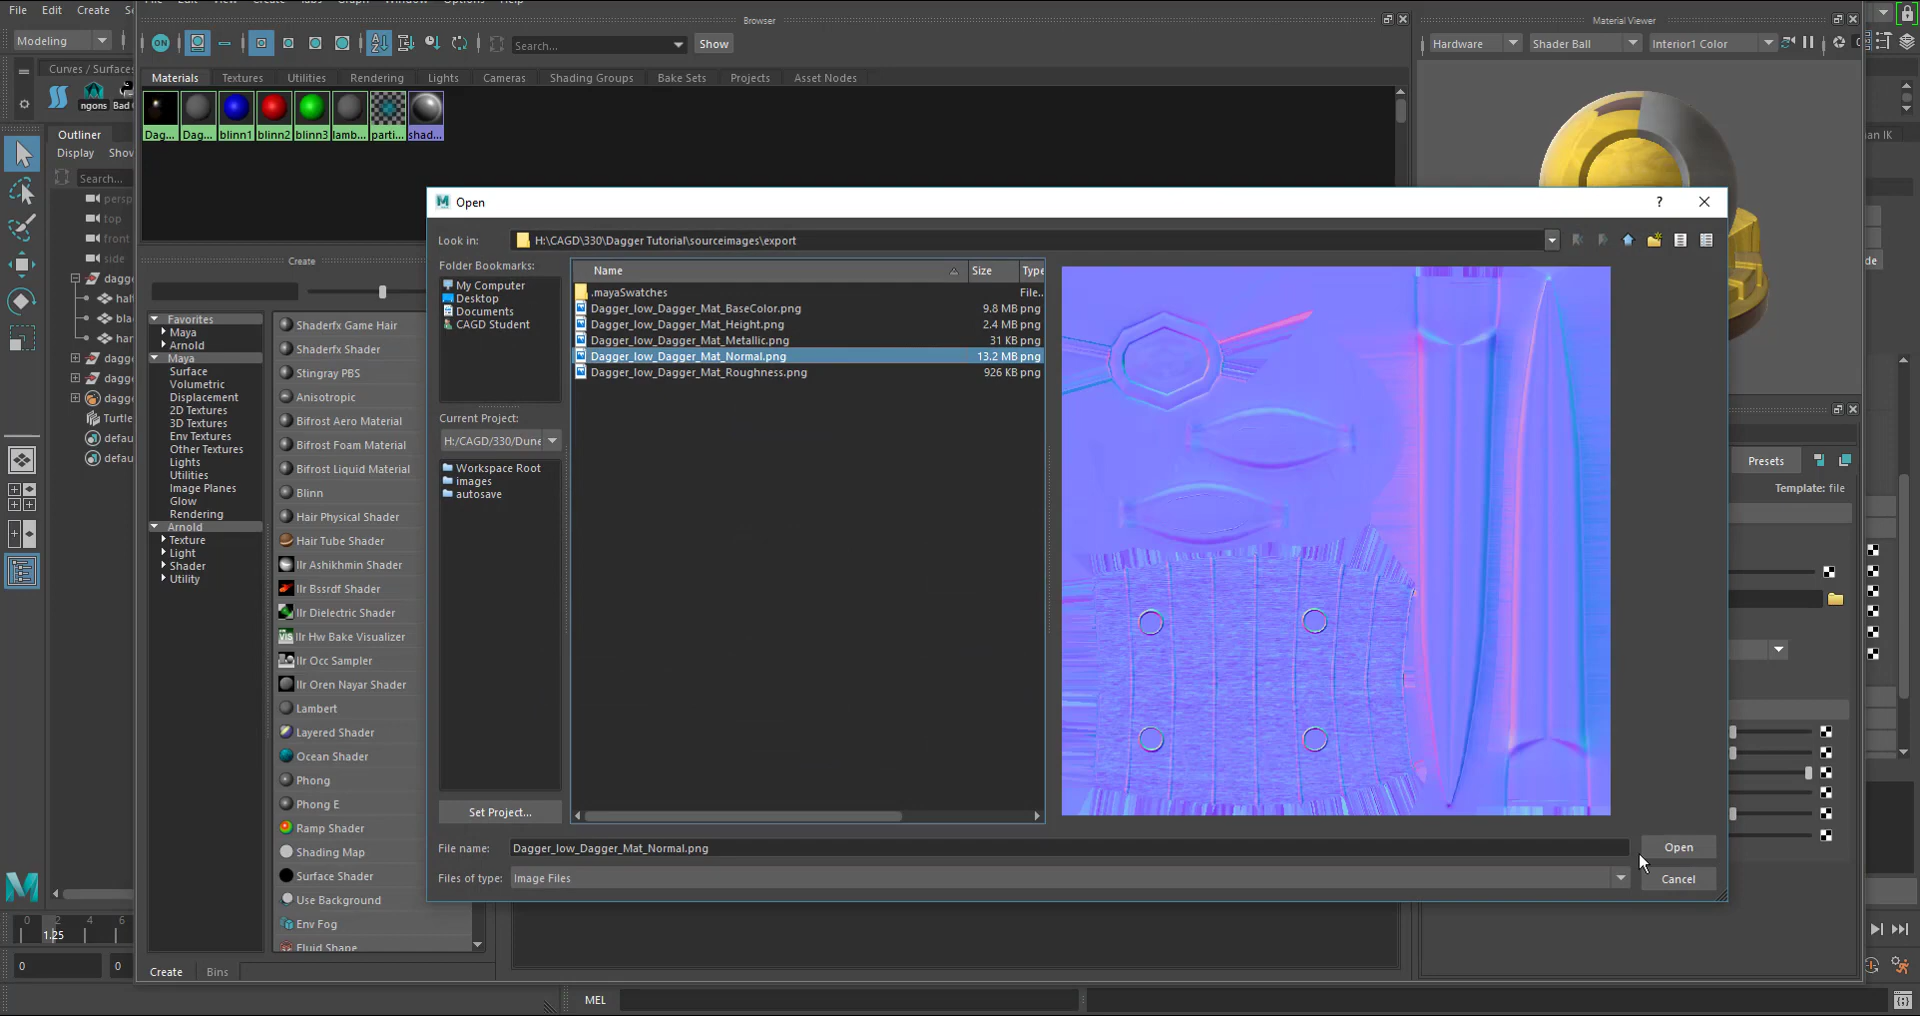 File Edit Create
Browser
Material Viewer
Modeling
ON
Search...
Show
Hardware
Shader Ball
Interior1 Color
Curves / Surfaces
Materials Textures Utilities Rendering Lights Cameras Shading Groups Bake Sets Projects Asset Nodes
ngons Bad
Dag... Dag... blinn1 blinn2 blinn3 lamb... parti... shad...
Outliner
Display
Search...
persp
top
front
side
Turtle
Open
Look in:
H:\CAGD\330\Dagger Tutorial\sourceimages\export
Folder Bookmarks:
My Computer
Desktop
Documents
CAGD Student
Name Size Type
.mayaSwatches File..
Dagger_low_Dagger_Mat_BaseColor.png 9.8 MB png
Dagger_low_Dagger_Mat_Height.png 2.4 MB png
Dagger_low_Dagger_Mat_Metallic.png 31 KB png
Dagger_low_Dagger_Mat_Normal.png 13.2 MB png
Dagger_low_Dagger_Mat_Roughness.png 926 KB png
Current Project:
H:/CAGD/330/Dune
Workspace Root
images
autosave
Set Project...
File name: Dagger_low_Dagger_Mat_Normal.png
Open
Files of type: Image Files
Cancel
Create
Favorites
Maya
Arnold
Maya
Surface
Volumetric
Displacement
2D Textures
3D Textures
Env Textures
Other Textures
Lights
Utilities
Image Planes
Glow
Rendering
Arnold
Texture
Light
Shader
Utility
Shaderfx Game Hair
Shaderfx Shader
Stingray PBS
Anisotropic
Bifrost Aero Material
Bifrost Foam Material
Bifrost Liquid Material
Blinn
Hair Physical Shader
Hair Tube Shader
Ilr Ashikhmin Shader
Ilr Bssrdf Shader
Ilr Dielectric Shader
Ilr Hw Bake Visualizer
Ilr Occ Sampler
Ilr Oren Nayar Shader
Lambert
Layered Shader
Ocean Shader
Phong
Phong E
Ramp Shader
Shading Map
Surface Shader
Use Background
Env Fog
Fluid Shape
Create Bins
Presets
Template: file
0 2 4 6
1.25
0 0
MEL